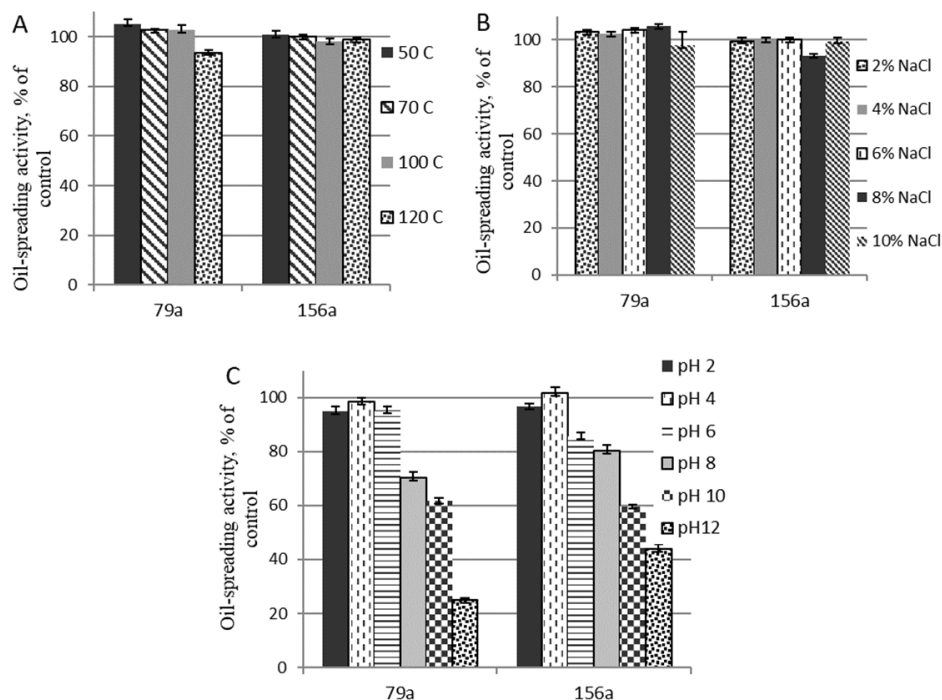 A
Oil-spreading activity, % of
control
100
80
60
40
20
0
79a
156a
50 C
70 C
100 C
120 C
B
Oil-spreading activity, % of
control
100
80
60
40
20
0
79a
156a
2% NaCl
4% NaCl
6% NaCl
8% NaCl
10% NaCl
C
Oil-spreading activity, % of
control
100
80
60
40
20
0
79a
156a
pH 2
pH 4
pH 6
pH 8
pH 10
pH12